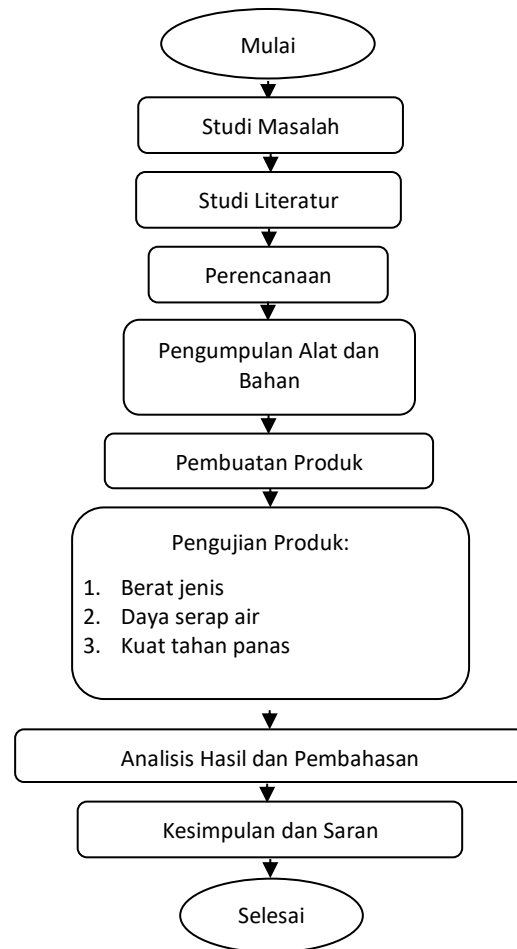 Mulai
Studi Masalah
Studi Literatur
Perencanaan
Pengumpulan Alat dan
Bahan
Pembuatan Produk
Pengujian Produk:
1. Berat jenis
2. Daya serap air
3. Kuat tahan panas
Analisis Hasil dan Pembahasan
Kesimpulan dan Saran
Selesai